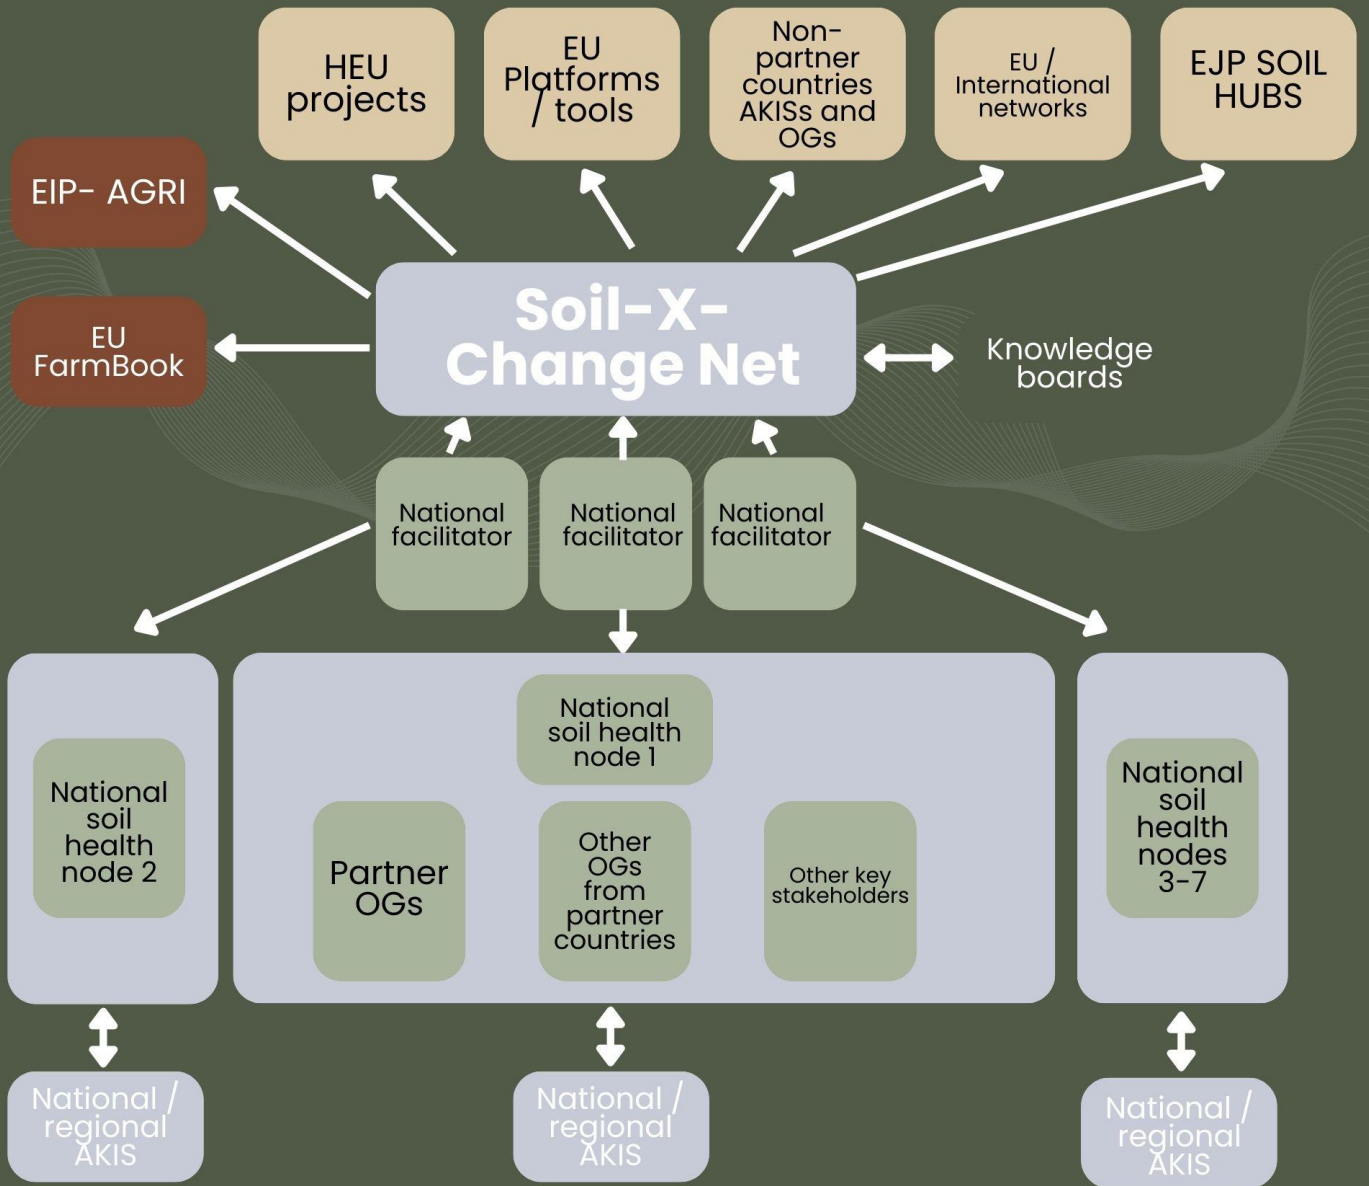 HEU
projects
EU
Platforms
/ tools
Non-
partner
countries
AKISs and
OGs
EU /
International
networks
EJP SOIL
HUBS
EIP- AGRI
EU
FarmBook
Soil-X-
Change Net
Knowledge
boards
National
facilitator
National
facilitator
National
facilitator
National
soil
health
node 2
National
soil health
node 1
Partner
OGs
Other
OGs
from
partner
countries
Other key
stakeholders
National
soil
health
nodes
3-7
National /
regional
AKIS
National /
regional
AKIS
National /
regional
AKIS